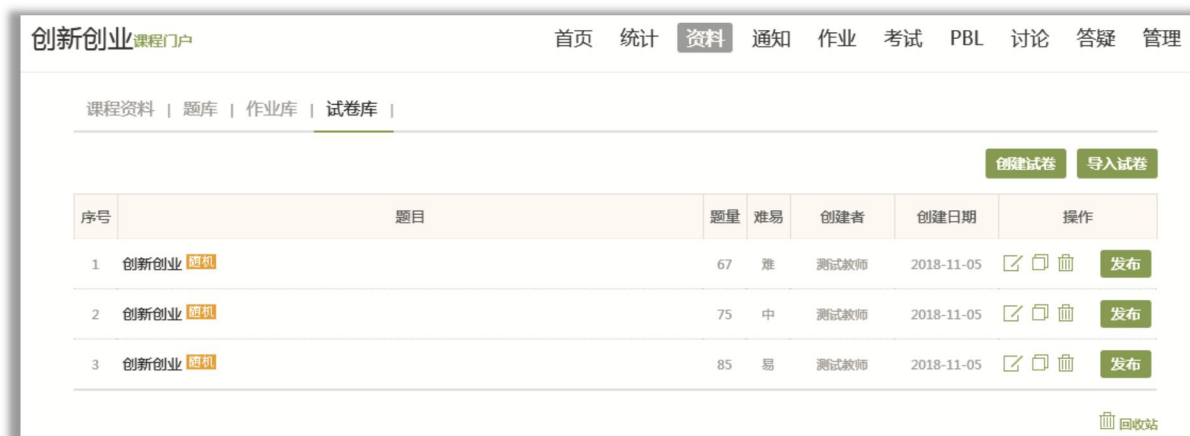 创新创业课程门户 首页 统计 资料 通知 作业 考试 PBL 讨论 答疑 管理
课程资料 | 题库 | 作业库 | 试卷库 |
创建试卷 导入试卷
序号 题目 题量 难易 创建者 创建日期 操作
1 创新创业 随机 67 难 测试教师 2018-11-05 发布
2 创新创业 随机 75 中 测试教师 2018-11-05 发布
3 创新创业 随机 85 易 测试教师 2018-11-05 发布
回收站